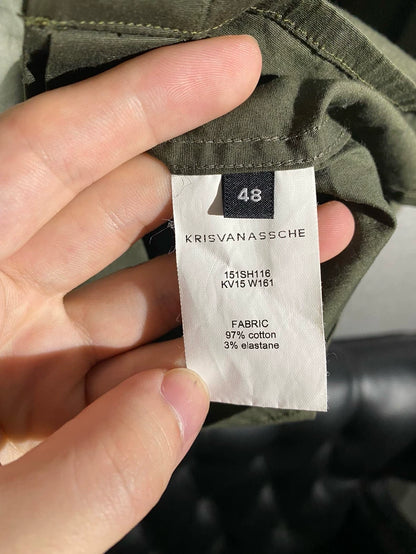 48
KRISVANASSCHE
151SH116
KV15 W161
FABRIC
97% cotton
3% elastane